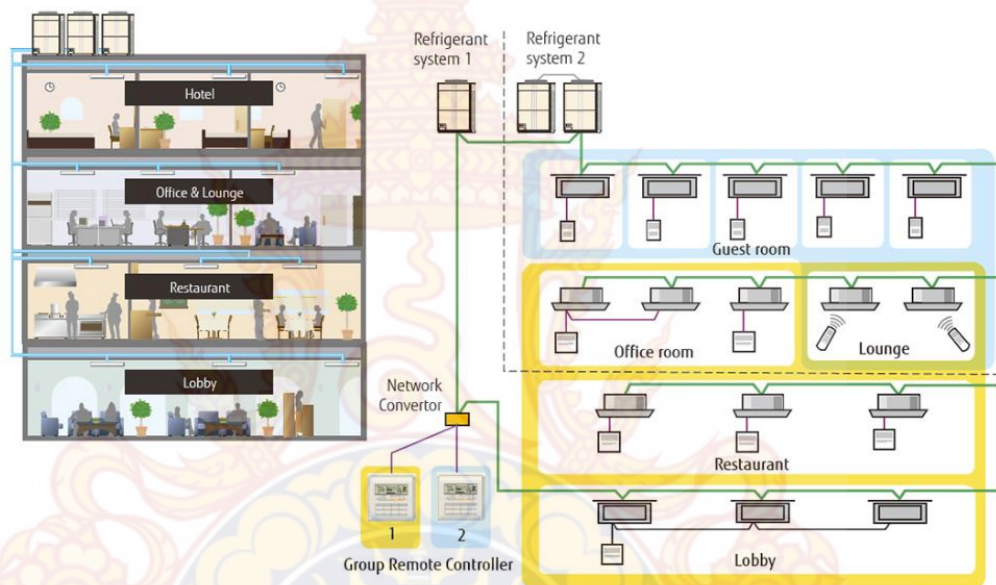 Refrigerant
system 1
Refrigerant
system 2
Hotel
Office & Lounge
Restaurant
Lobby
Guest room
Office room
Lounge
Network
Convertor
Restaurant
1
2
Group Remote Controller
Lobby